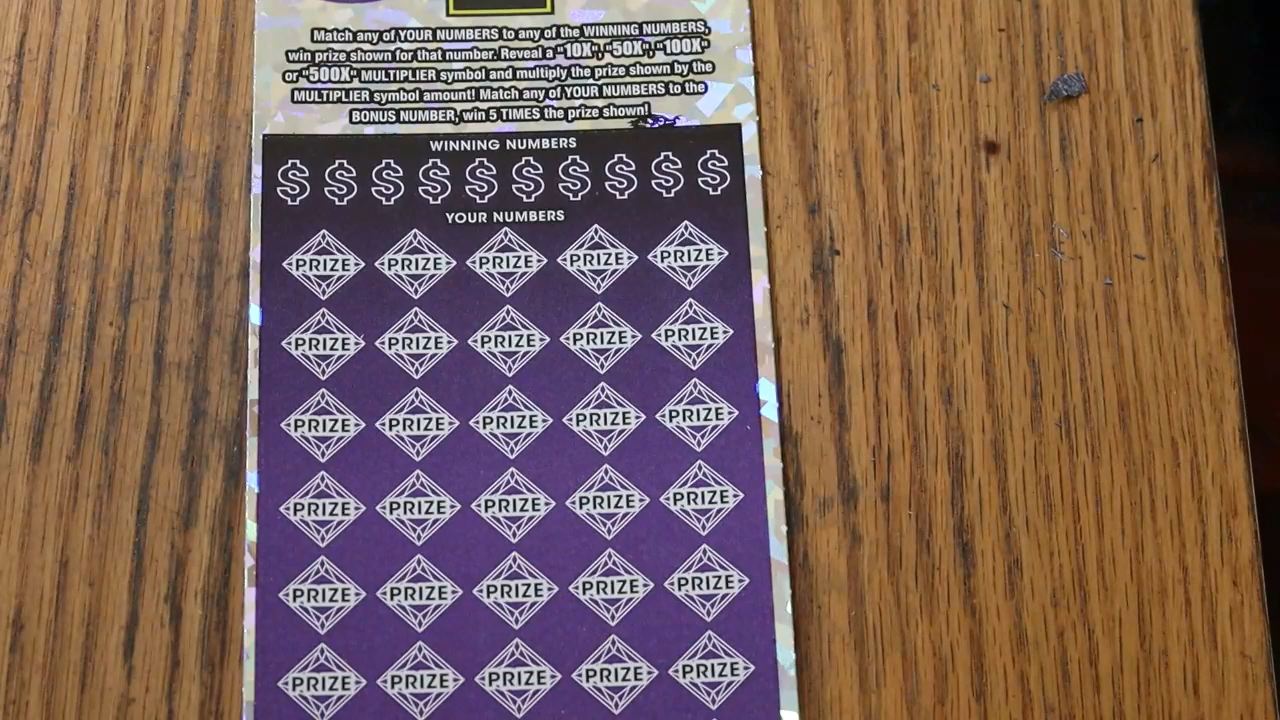 Match any of YOUR NUMBERS to any of the WINNING NUMBERS,
win prize shown for that number. Reveal a "10X", "50X", "100X"
or "500X" MULTIPLIER symbol and multiply the prize shown by the
MULTIPLIER symbol amount! Match any of YOUR NUMBERS to the
BONUS NUMBER, win 5 TIMES the prize shown!
WINNING NUMBERS
$ $ $ $ $ $ $ $ $ $
YOUR NUMBERS
PRIZE PRIZE PRIZE PRIZE PRIZE
PRIZE PRIZE PRIZE PRIZE PRIZE
PRIZE PRIZE PRIZE PRIZE PRIZE
PRIZE PRIZE PRIZE PRIZE PRIZE
PRIZE PRIZE PRIZE PRIZE PRIZE
PRIZE PRIZE PRIZE PRIZE PRIZE